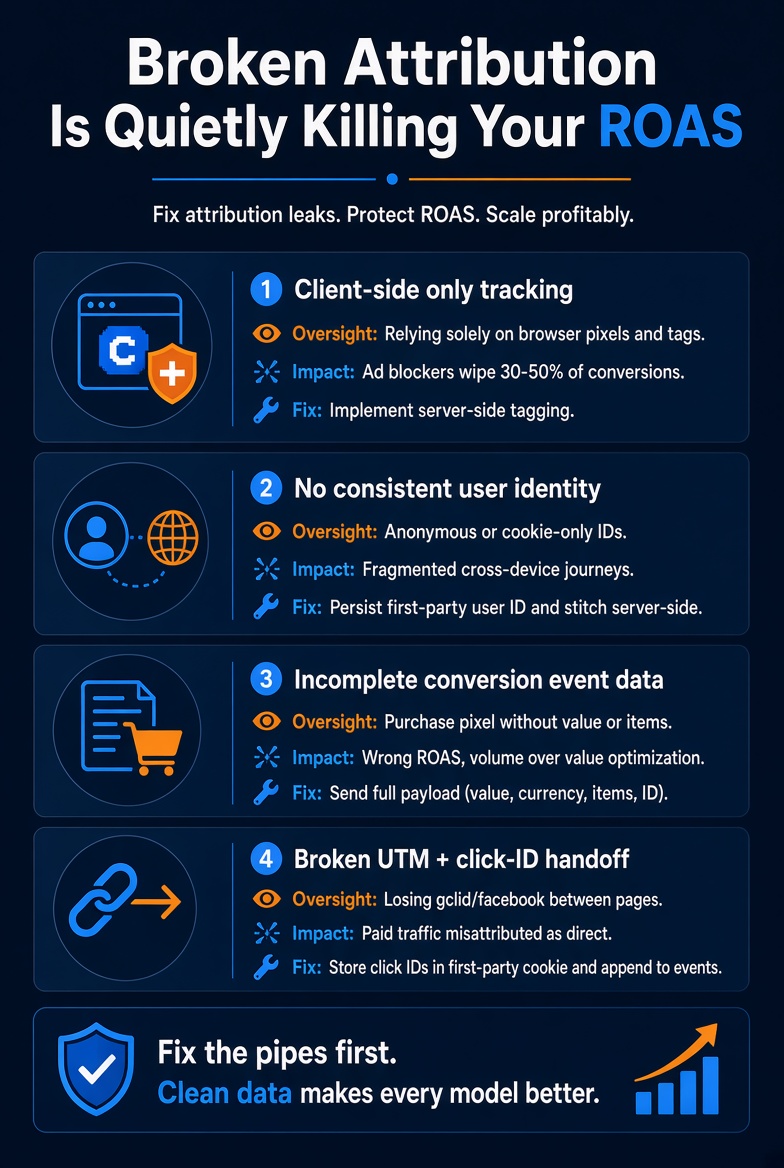 Broken Attribution
Is Quietly Killing Your ROAS
Fix attribution leaks. Protect ROAS. Scale profitably.
C
1 Client-side only tracking
Oversight: Relying solely on browser pixels and tags.
Impact: Ad blockers wipe 30-50% of conversions.
Fix: Implement server-side tagging.
2 No consistent user identity
Oversight: Anonymous or cookie-only IDs.
Impact: Fragmented cross-device journeys.
Fix: Persist first-party user ID and stitch server-side.
3 Incomplete conversion event data
Oversight: Purchase pixel without value or items.
Impact: Wrong ROAS, volume over value optimization.
Fix: Send full payload (value, currency, items, ID).
4 Broken UTM + click-ID handoff
Oversight: Losing gclid/facebook between pages.
Impact: Paid traffic misattributed as direct.
Fix: Store click IDs in first-party cookie and append to events.
Fix the pipes first.
Clean data makes every model better.